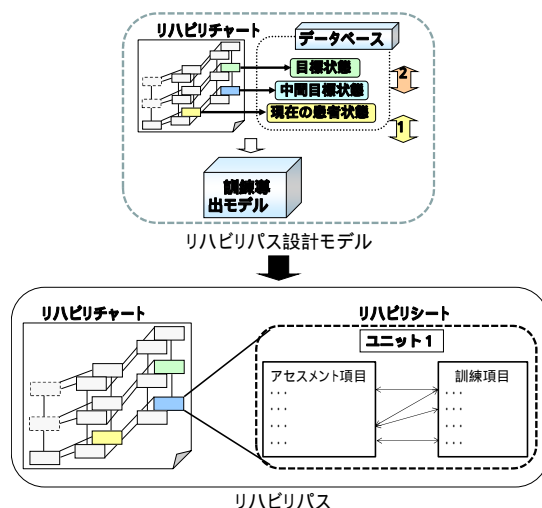 リハビリチャート
データベース
目標状態
中間目標状態
現在の患者状態
2
1
訓練導
出モデル
リハビリパス設計モデル
リハビリチャート
リハビリシート
ユニット1
アセスメント項目
・・・
・・・
・・・
・・・
訓練項目
・・・
・・・
・・・
・・・
リハビリパス